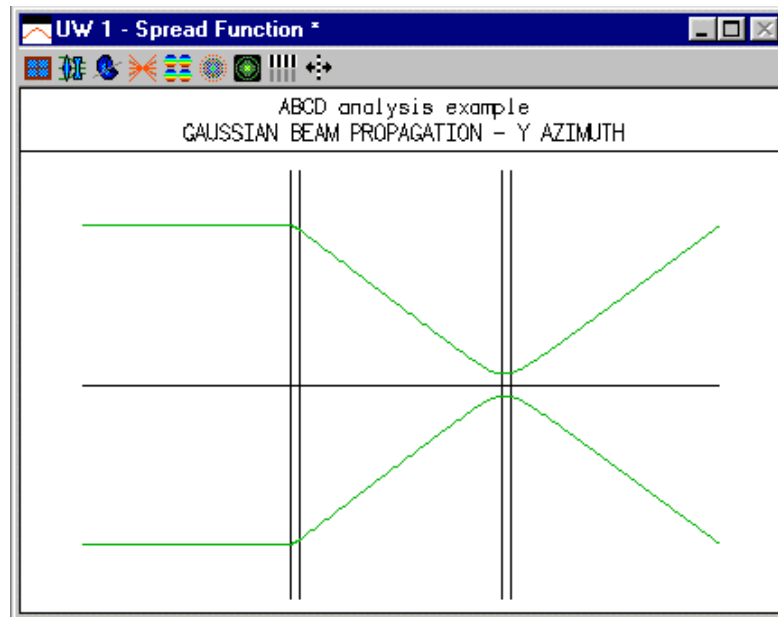 UW 1 - Spread Function *
ABCD analysis example
GAUSSIAN BEAM PROPAGATION - Y AZIMUTH